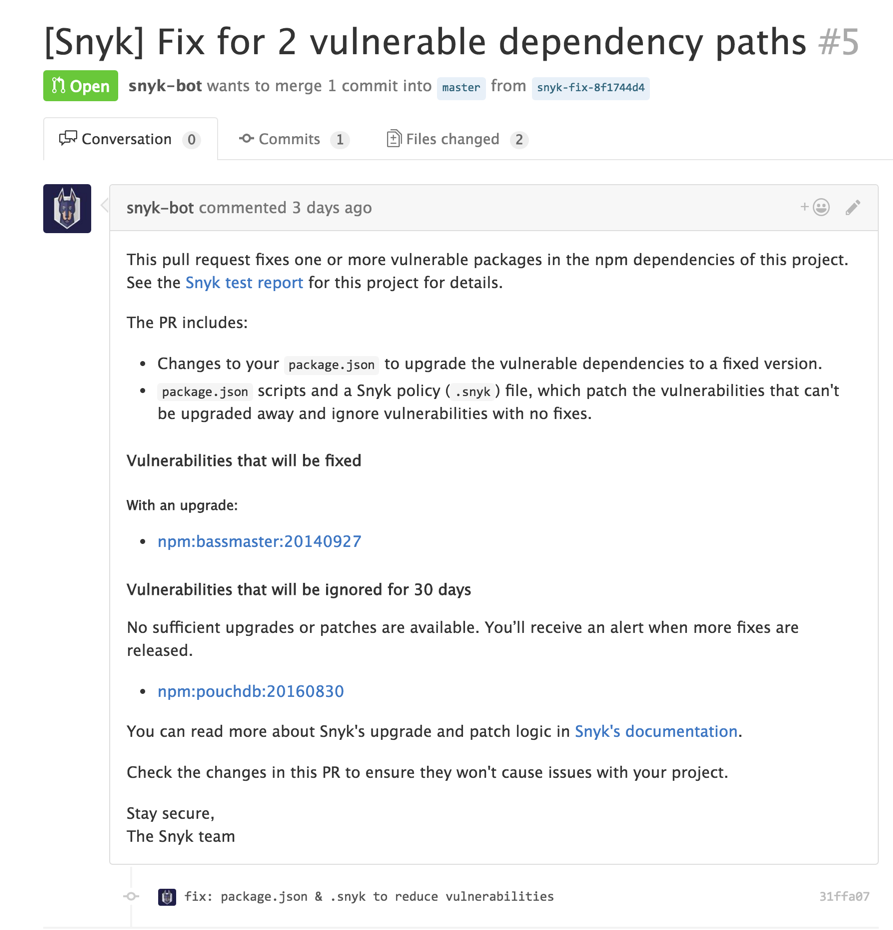 [Snyk] Fix for 2 vulnerable dependency paths #5
Open snyk-bot wants to merge 1 commit into master from snyk-fix-8f1744d4
Conversation 0 Commits 1 Files changed 2
snyk-bot commented 3 days ago
This pull request fixes one or more vulnerable packages in the npm dependencies of this project.
See the Snyk test report for this project for details.
The PR includes:
• Changes to your package.json to upgrade the vulnerable dependencies to a fixed version.
• package.json scripts and a Snyk policy ( .snyk ) file, which patch the vulnerabilities that can't
be upgraded away and ignore vulnerabilities with no fixes.
Vulnerabilities that will be fixed
With an upgrade:
• npm:bassmaster:20140927
Vulnerabilities that will be ignored for 30 days
No sufficient upgrades or patches are available. You’ll receive an alert when more fixes are
released.
• npm:pouchdb:20160830
You can read more about Snyk's upgrade and patch logic in Snyk's documentation.
Check the changes in this PR to ensure they won't cause issues with your project.
Stay secure,
The Snyk team
fix: package.json & .snyk to reduce vulnerabilities 31ffa07